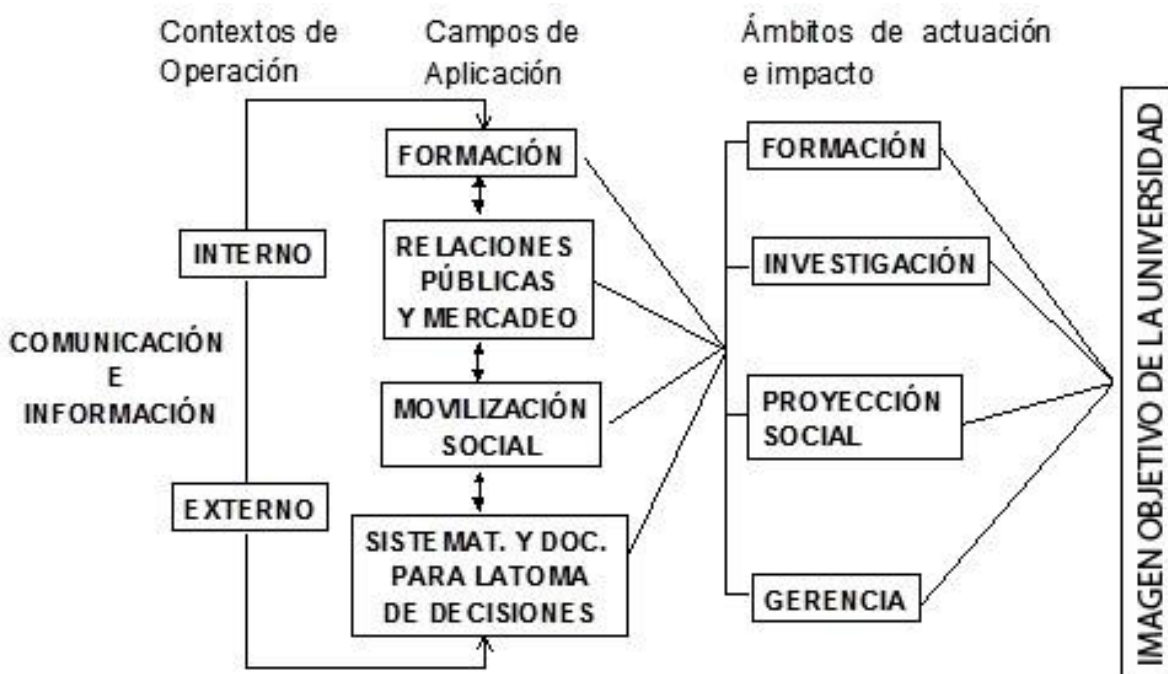 Contextos de
Operación
Campos de
Aplicación
Ámbitos de actuación
e impacto
COMUNICACIÓN
E
INFORMACIÓN
INTERNO
EXTERNO
FORMACIÓN
RELACIONES
PÚBLICAS
Y MERCADEO
MOVILIZACIÓN
SOCIAL
SISTEMAT. Y DOC.
PARA LATOMA
DE DECISIONES
FORMACIÓN
INVESTIGACIÓN
PROYECCIÓN
SOCIAL
GERENCIA
IMAGEN OBJETIVO DE LA UNIVERSIDAD